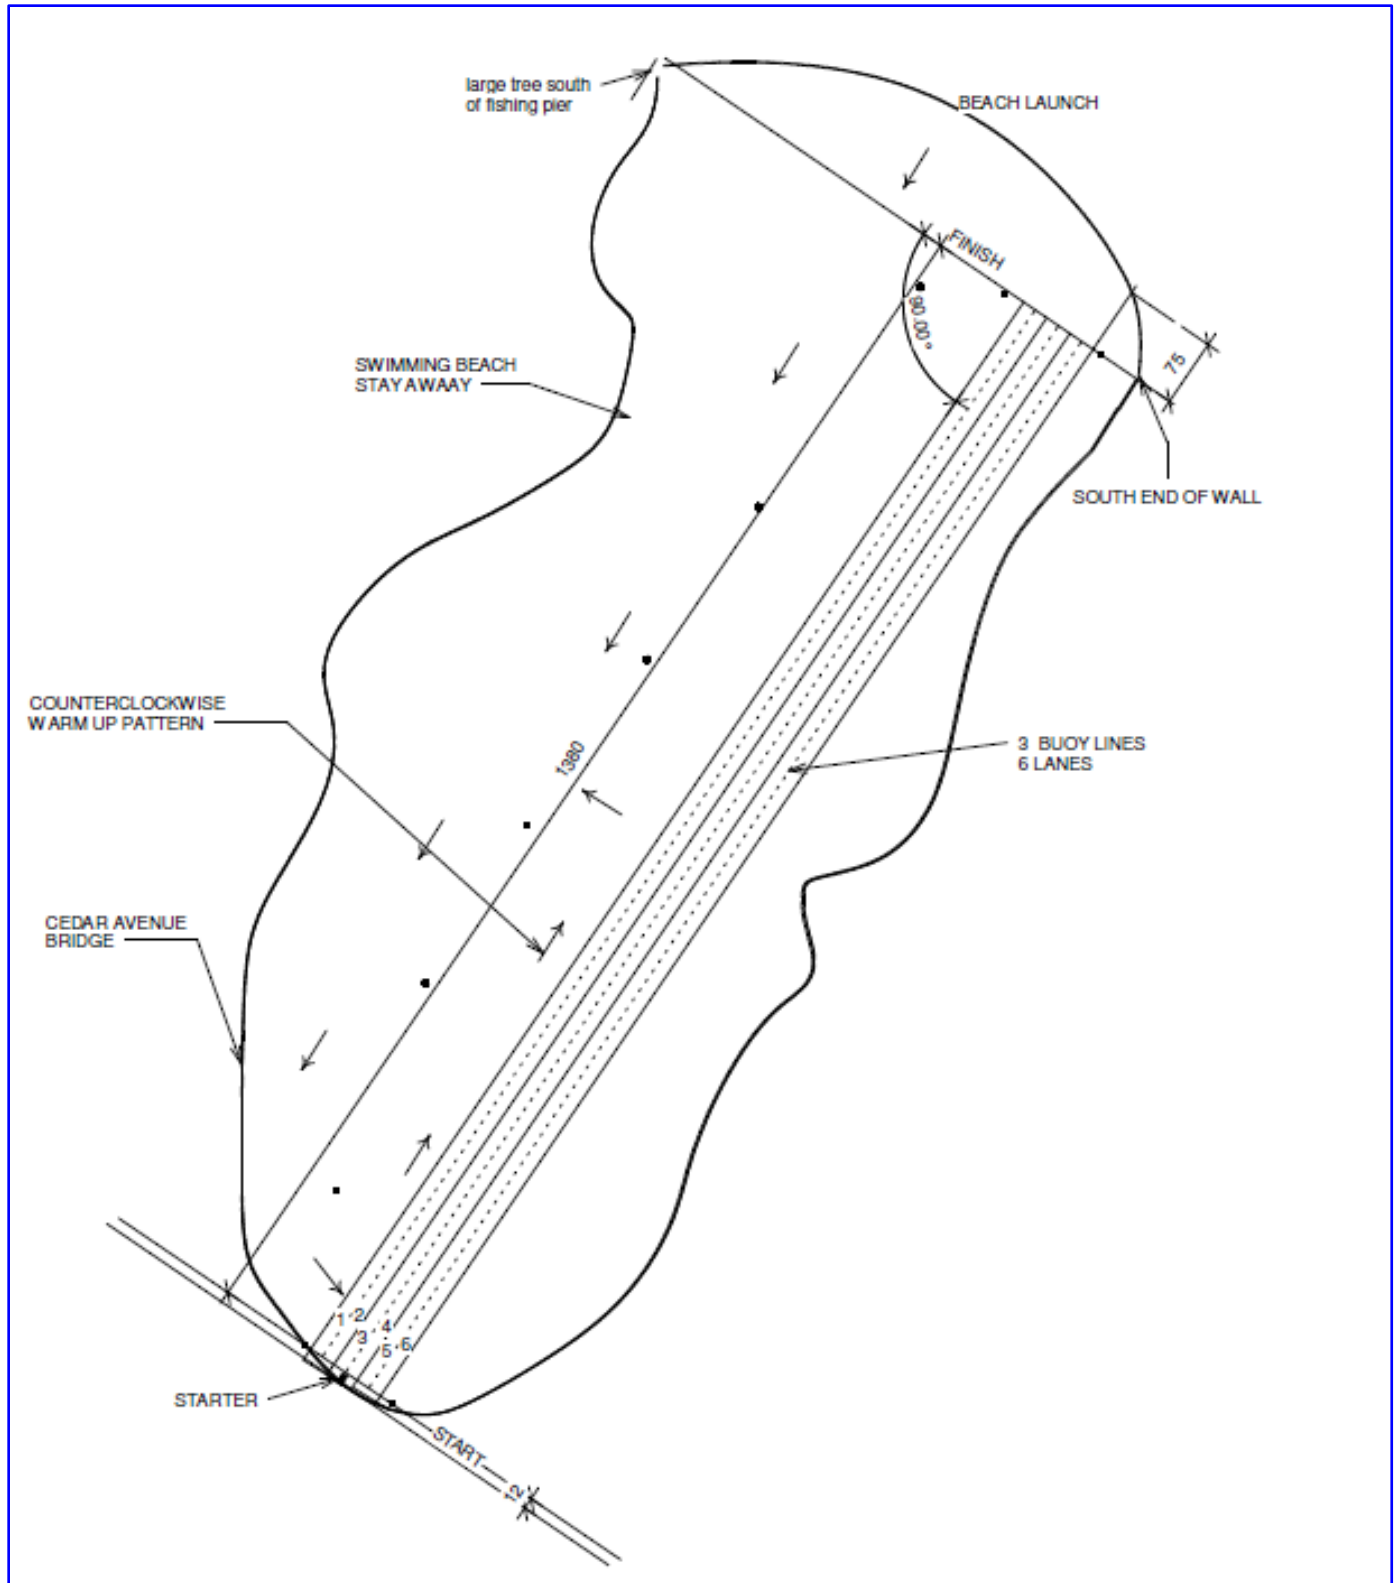 large tree south
of fishing pier
BEACH LAUNCH
FINISH
90.00°
75
SWIMMING BEACH
STAY AWAAY
SOUTH END OF WALL
COUNTERCLOCKWISE
WARM UP PATTERN
1380
3 BUOY LINES
6 LANES
CEDAR AVENUE
BRIDGE
1
2
3
4
5
6
STARTER
START
12